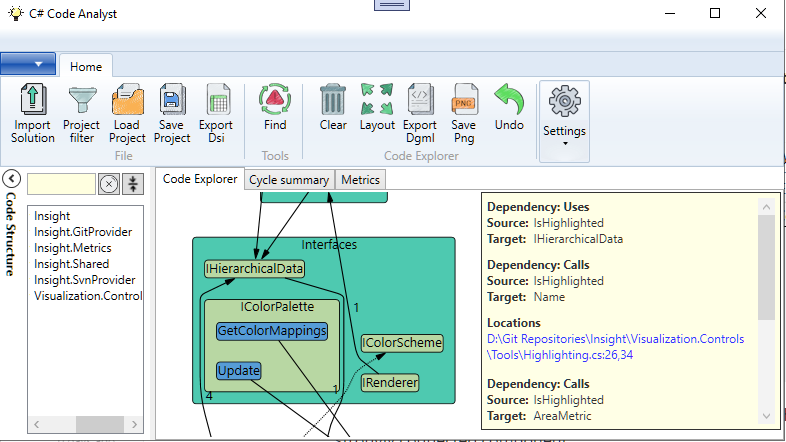 C# Code Analyst
Home
Import Solution
Project filter
Load Project
Save Project
Export Dsi
Find
Clear
Layout
Export Dgml
PNG
Save Png
Undo
Settings
File
Tools
Code Explorer
Code Structure
Insight
Insight.GitProvider
Insight.Metrics
Insight.Shared
Insight.SvnProvider
Visualization.Control
Code Explorer
Cycle summary
Metrics
Interfaces
IHierarchicalData
IColorPalette
1
GetColorMappings
IColorScheme
Update
IRenderer
4
1
Dependency: Uses
Source: IsHighlighted
Target: IHierarchicalData
Dependency: Calls
Source: IsHighlighted
Target: Name
Locations
D:\Git Repositories\Insight\Visualization.Controls
\Tools\Highlighting.cs:26,34
Dependency: Calls
Source: IsHighlighted
Target: AreaMetric